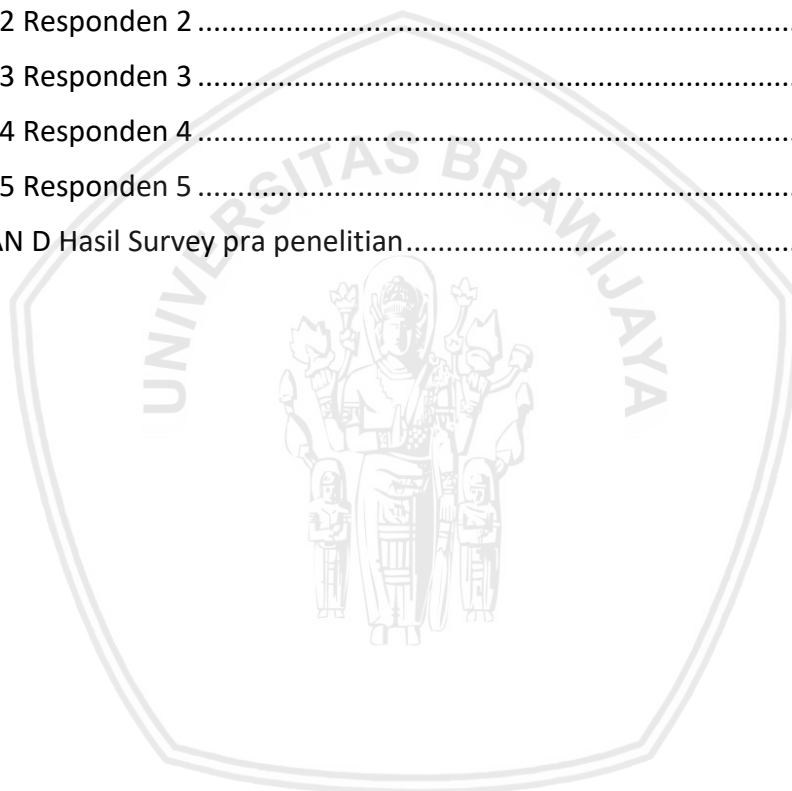 2 Responden 2 ........................................................................
3 Responden 3 ........................................................................
4 Responden 4 ........................................................................
5 Responden 5 ........................................................................
AN D Hasil Survey pra penelitian ..............................................
UNIVERSITAS BRAWIJAYA